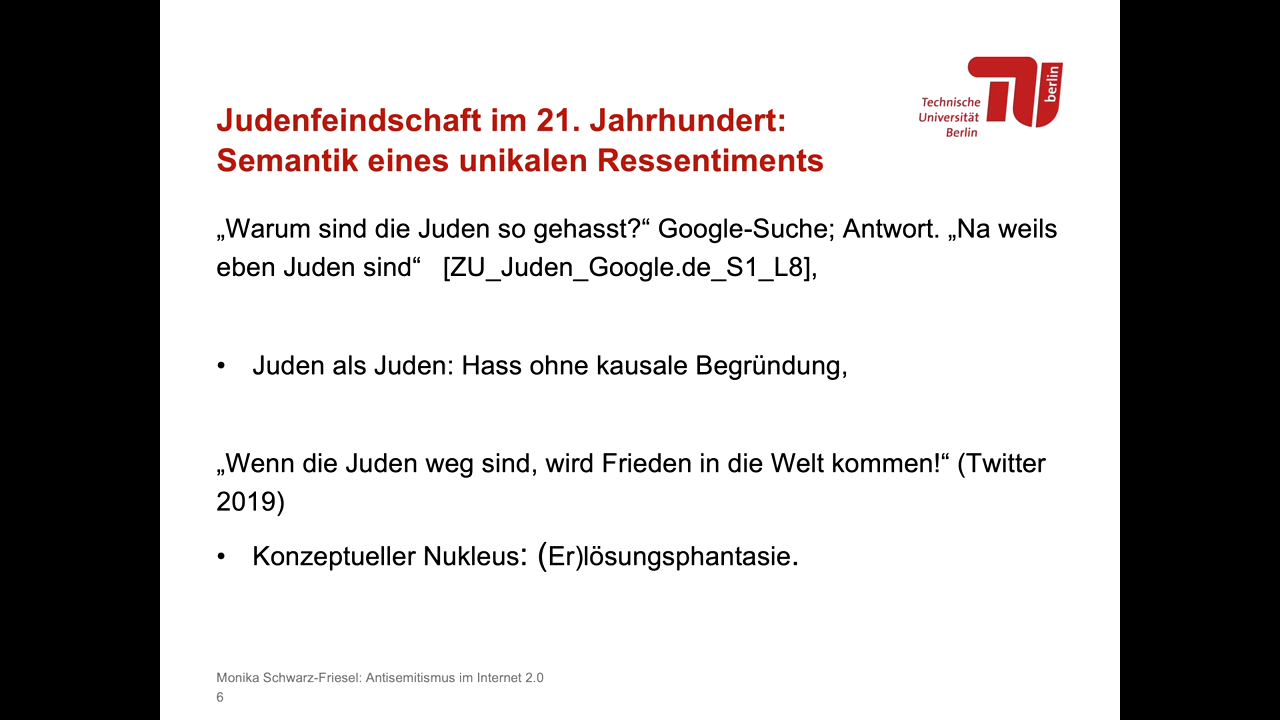 Technische
Universität
Berlin
berlin
Judenfeindschaft im 21. Jahrhundert:
Semantik eines unikalen Ressentiments
„Warum sind die Juden so gehasst?“ Google-Suche; Antwort. „Na weils
eben Juden sind“ [ZU_Juden_Google.de_S1_L8],
• Juden als Juden: Hass ohne kausale Begründung,
„Wenn die Juden weg sind, wird Frieden in die Welt kommen!“ (Twitter
2019)
• Konzeptueller Nukleus: (Er)lösungsphantasie.
Monika Schwarz-Friesel: Antisemitismus im Internet 2.0
6